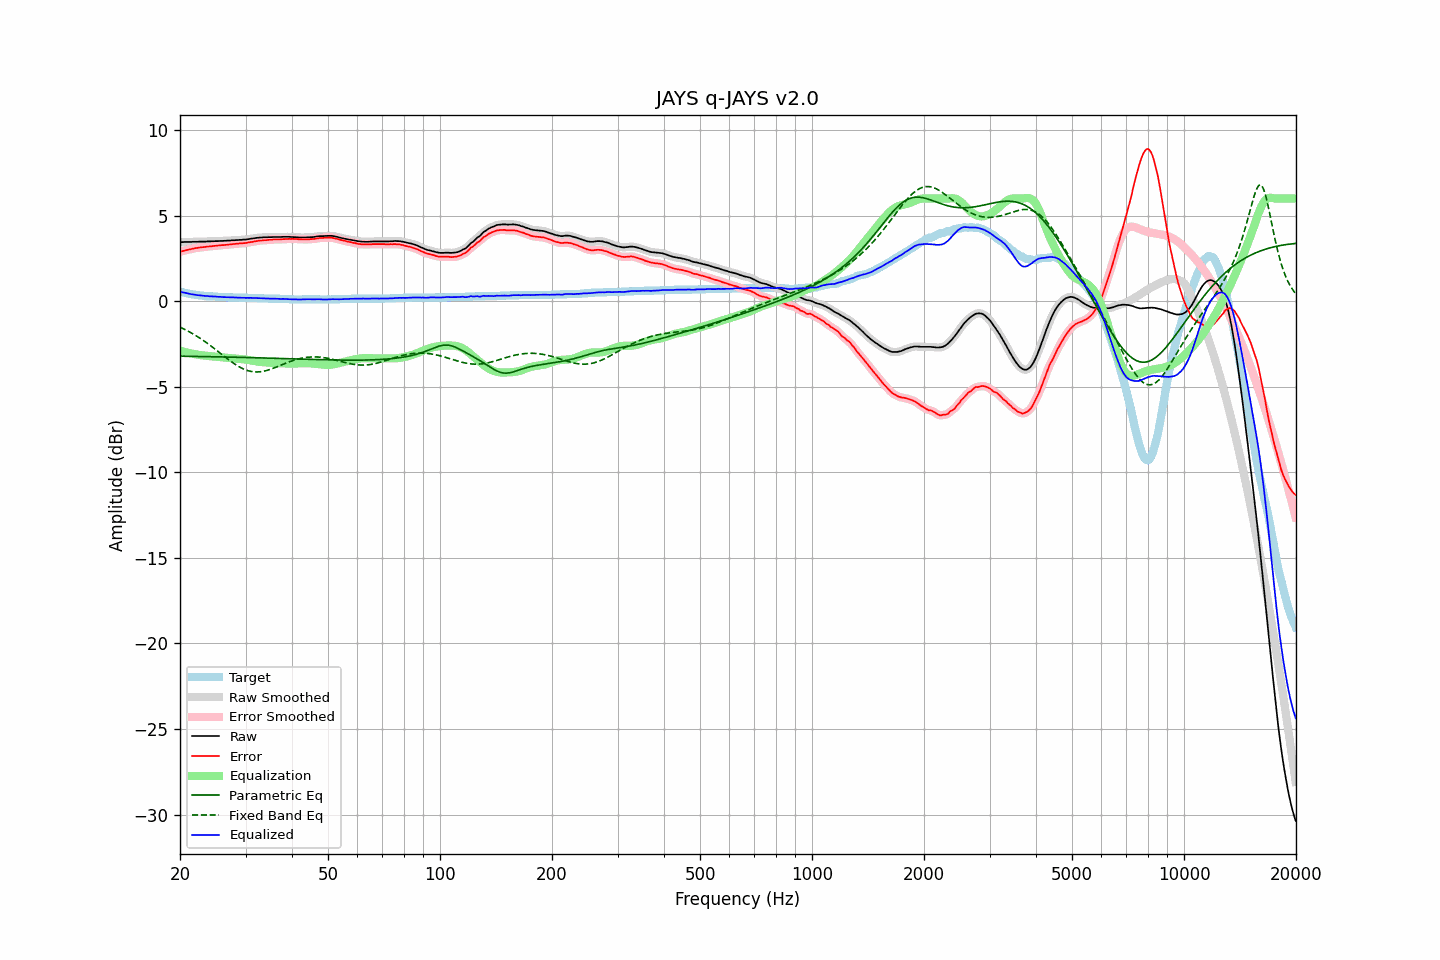 JAYS q-JAYS v2.0
10
5
0
−5
−10
−15
−20
−25
−30
Amplitude (dBr)
Target
Raw Smoothed
Error Smoothed
Raw
Error
Equalization
Parametric Eq
Fixed Band Eq
Equalized
20 50 100 200 500 1000 2000 5000 10000 20000
Frequency (Hz)